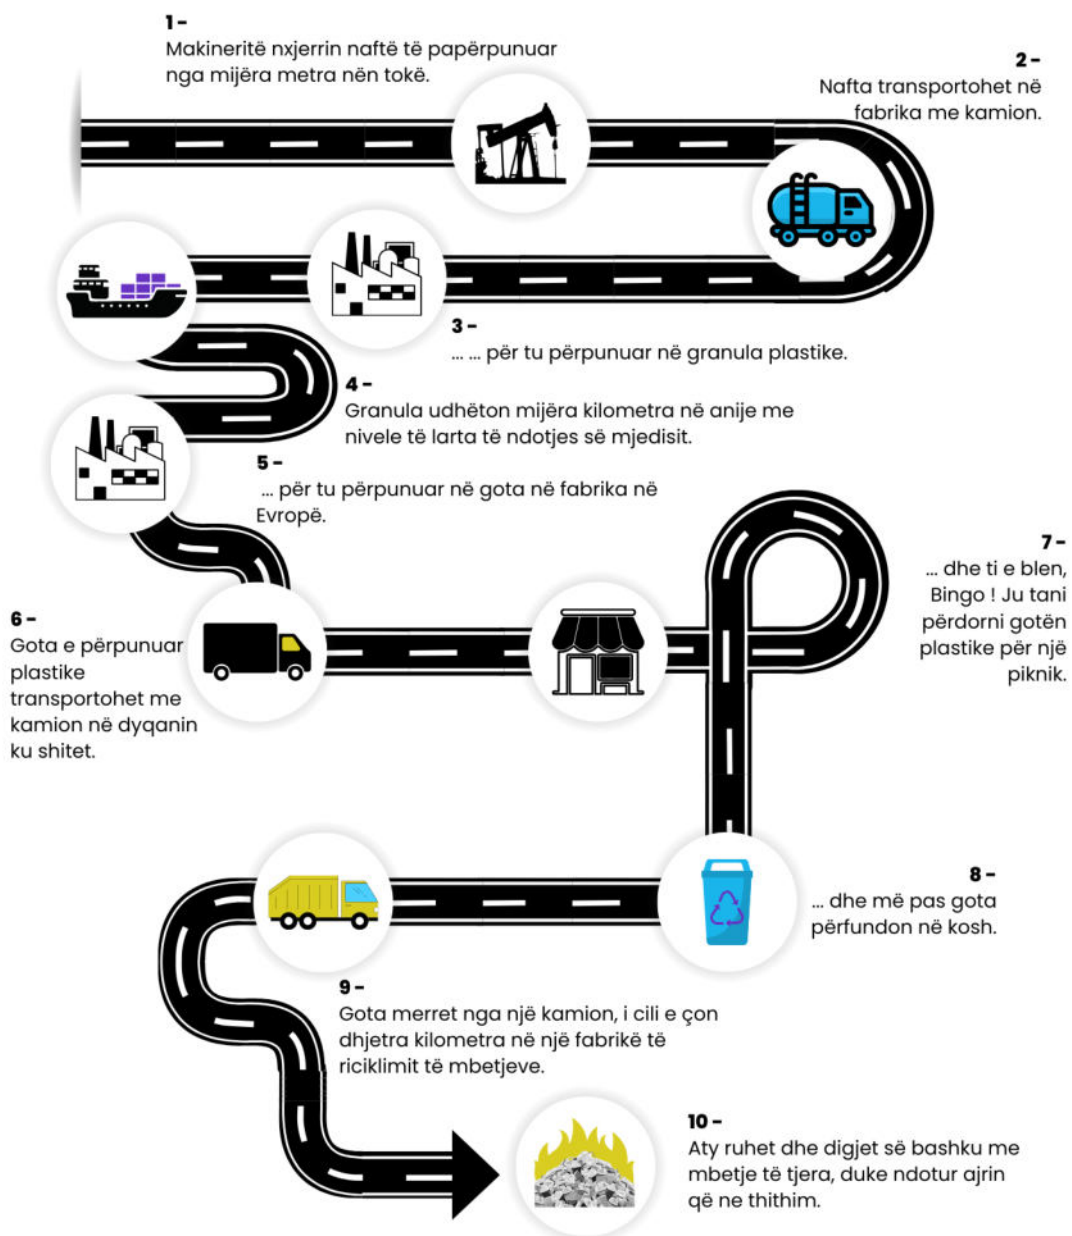 1 -
Makineritë nxjerrin naftë të papërpunuar
nga mijëra metra nën tokë.
2 -
Nafta transportohet në
fabrika me kamion.
3 -
... ... për tu përpunuar në granula plastike.
4 -
Granula udhëton mijëra kilometra në anije me
nivele të larta të ndotjes së mjedisit.
5 -
... për tu përpunuar në gota në fabrika në
Evropë.
6 -
Gota e përpunuar
plastike
transportohet me
kamion në dyqanin
ku shitet.
7 -
... dhe ti e blen,
Bingo ! Ju tani
përdorni gotën
plastike për një
piknik.
8 -
... dhe më pas gota
përfundon në kosh.
9 -
Gota merret nga një kamion, i cili e çon
dhjetra kilometra në një fabrikë të
riciklimit të mbetjeve.
10 -
Aty ruhet dhe digjet së bashku me
mbetje të tjera, duke ndotur ajrin
që ne thithim.